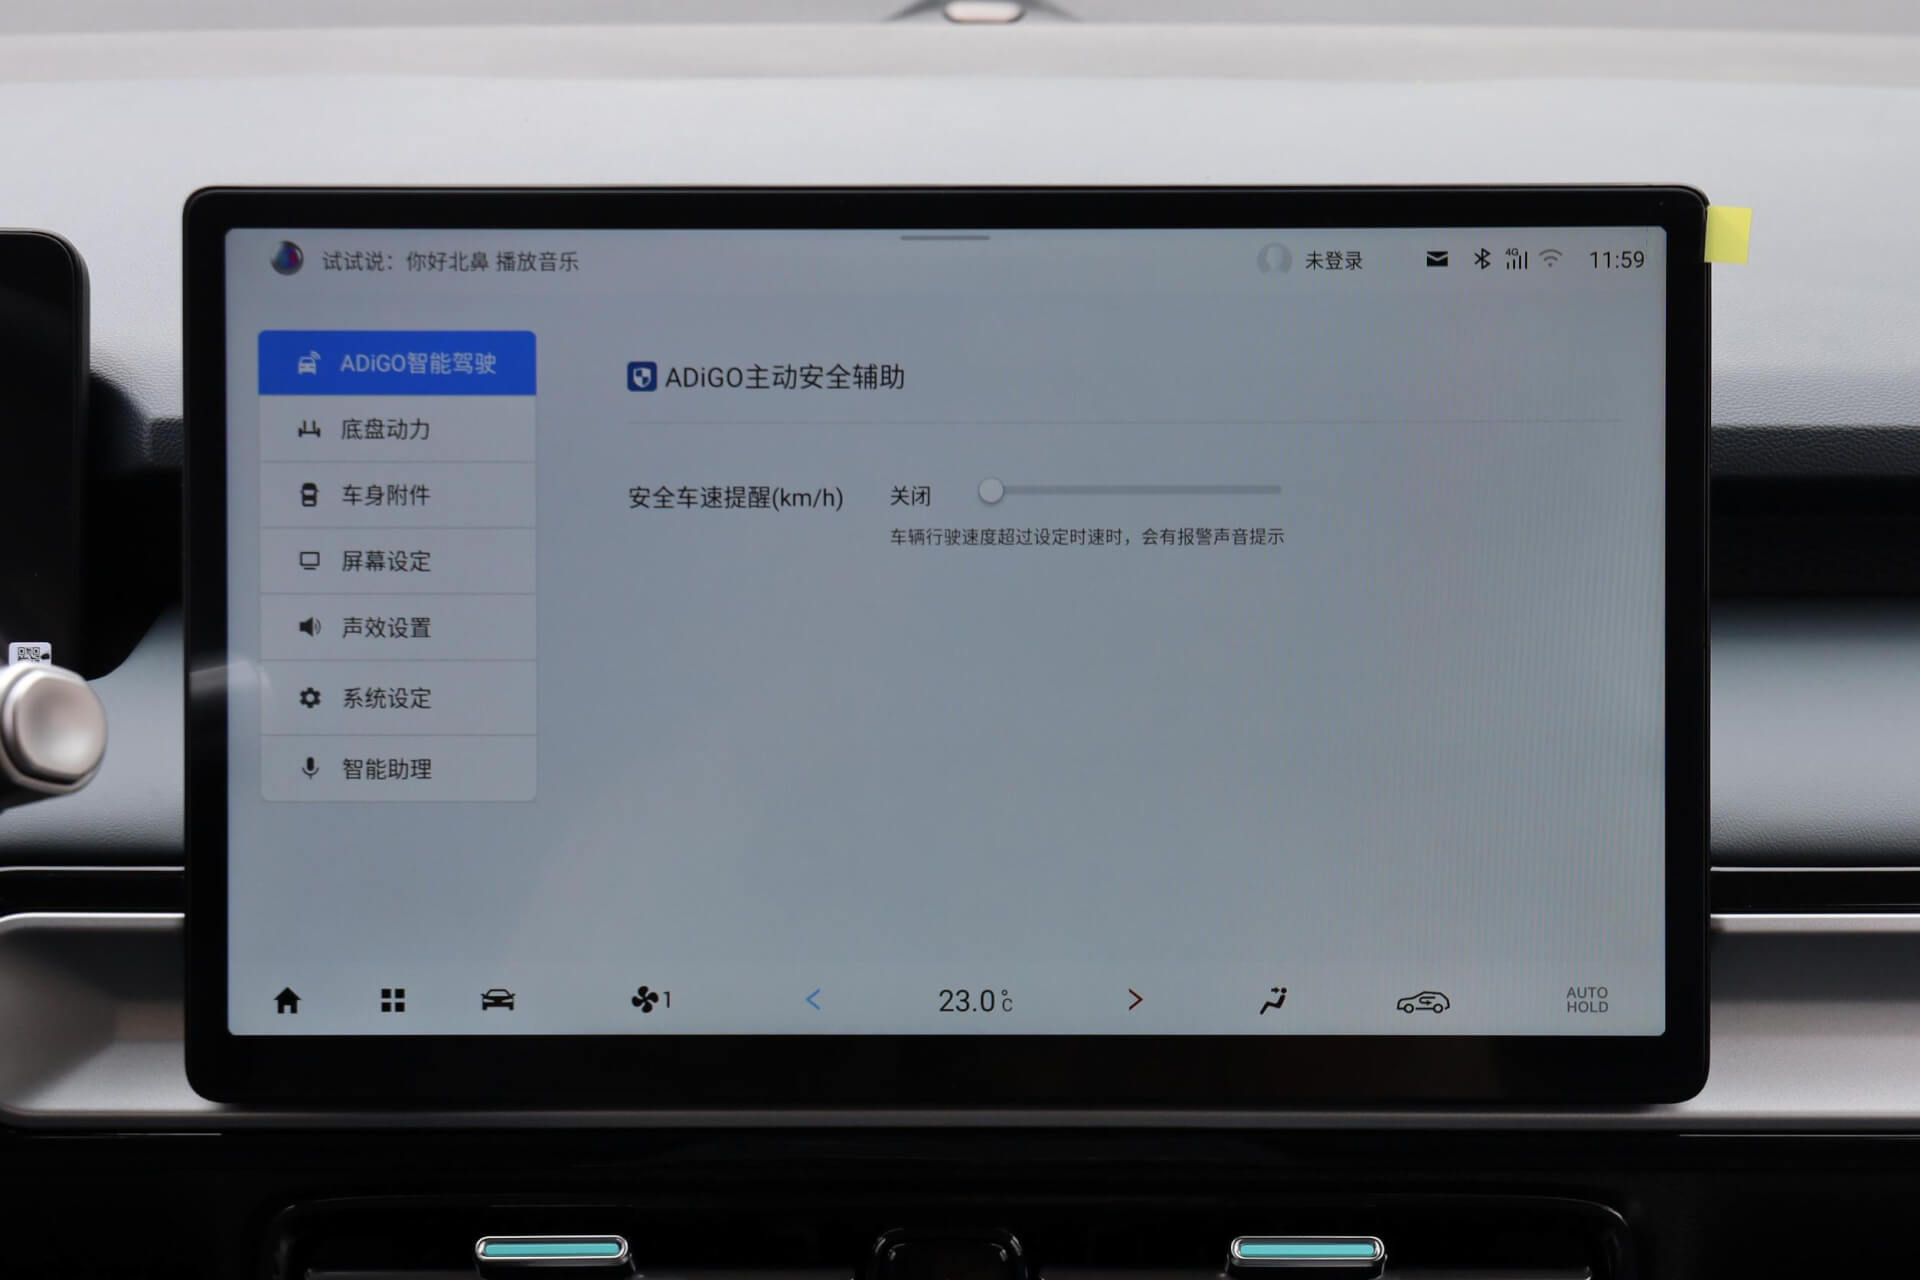 试试说：你好北鼻 播放音乐
未登录
4G
11:59
ADiGO智能驾驶
底盘动力
车身附件
屏幕设定
声效设置
系统设定
智能助理
ADiGO主动安全辅助
安全车速提醒(km/h)
关闭
车辆行驶速度超过设定时速时，会有报警声音提示
1
23.0℃
AUTO
HOLD